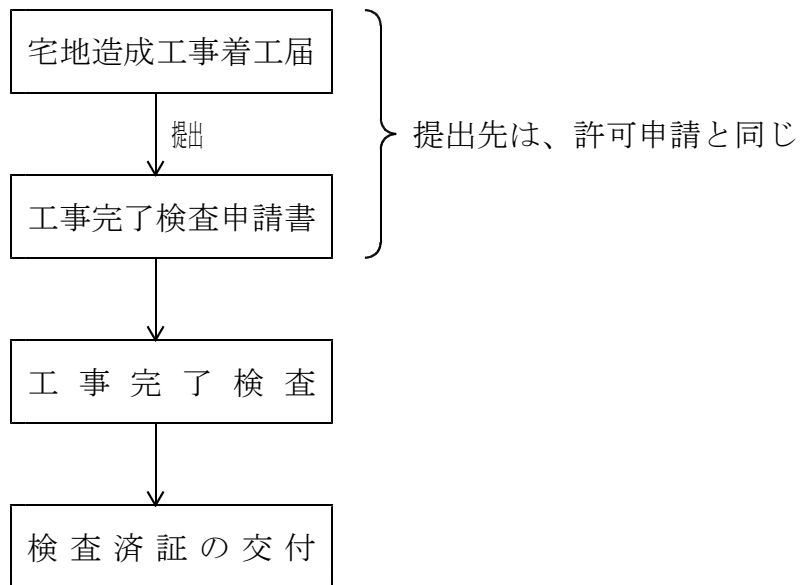 宅地造成工事着工届
提出
提出先は、許可申請と同じ
工事完了検査申請書
工事完了検査
検査済証の交付